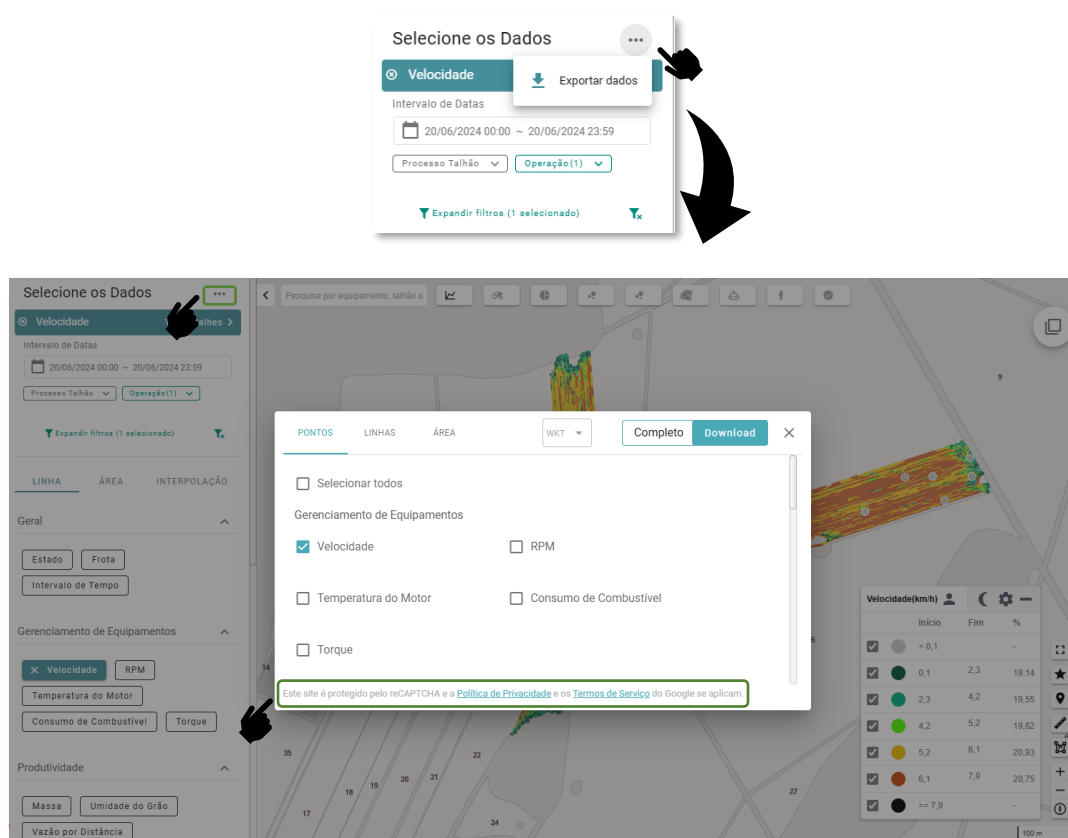 Selecione os Dados
Velocidade
Exportar dados
Intervalo de Datas
20/06/2024 00:00 ~ 20/06/2024 23:59
Processo Talhão
Operação(1)
Expandir filtros (1 selecionado)
Selecione os Dados
Velocidade
Intervalo de Datas
20/06/2024 00:00 ~ 20/06/2024 23:59
Processo Talhão
Operação(1)
Expandir filtros (1 selecionado)
LINHA ÁREA INTERPOLAÇÃO
Geral
Estado Frota
Intervalo de Tempo
Gerenciamento de Equipamentos
Velocidade RPM
Temperatura do Motor
Consumo de Combustível Torque
Produtividade
Massa Umidade do Grão
Vazão por Distância
Pesquise por equipamento, talhão o
9
PONTOS LINHAS ÁREA WKT Completo Download
Selecionar todos
Gerenciamento de Equipamentos
Velocidade RPM
Temperatura do Motor Consumo de Combustível
Torque
Este site é protegido pelo reCAPTCHA e a Política de Privacidade e os Termos de Serviço do Google se aplicam.
14
35
22
21
20
19
18
17
24
27
6
Velocidade(km/h)
Início Fim %
< 0,1 -
0,1 2,3 19,14
2,3 4,2 19,55
4,2 5,2 19,62
5,2 6,1 20,93
6,1 7,9 20,75
>= 7,9 -
100 m